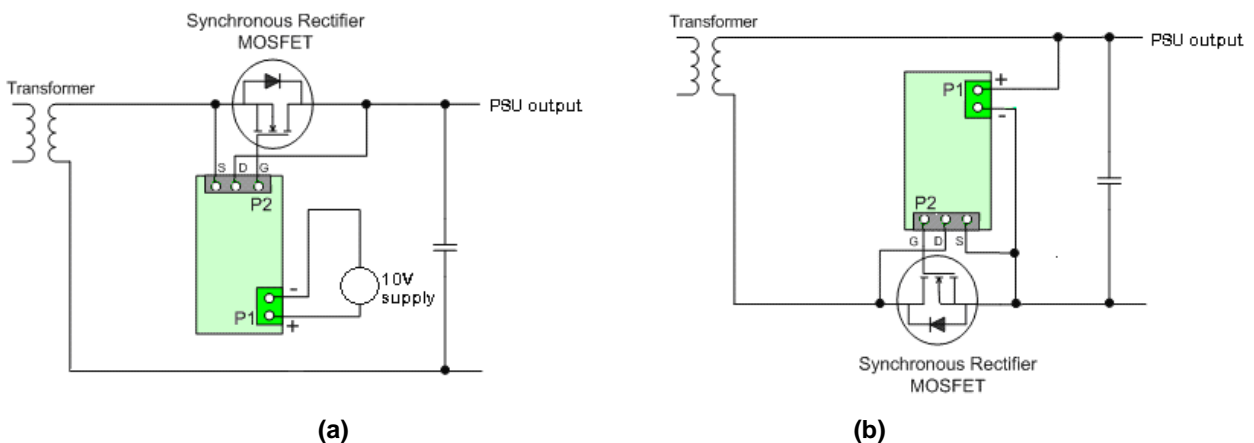 Synchronous Rectifier
MOSFET
Transformer
PSU output
S D G
P2
-
10V
supply
P1
+
(a)
Transformer
PSU output
P1
+
-
P2
G D S
Synchronous Rectifier
MOSFET
(b)